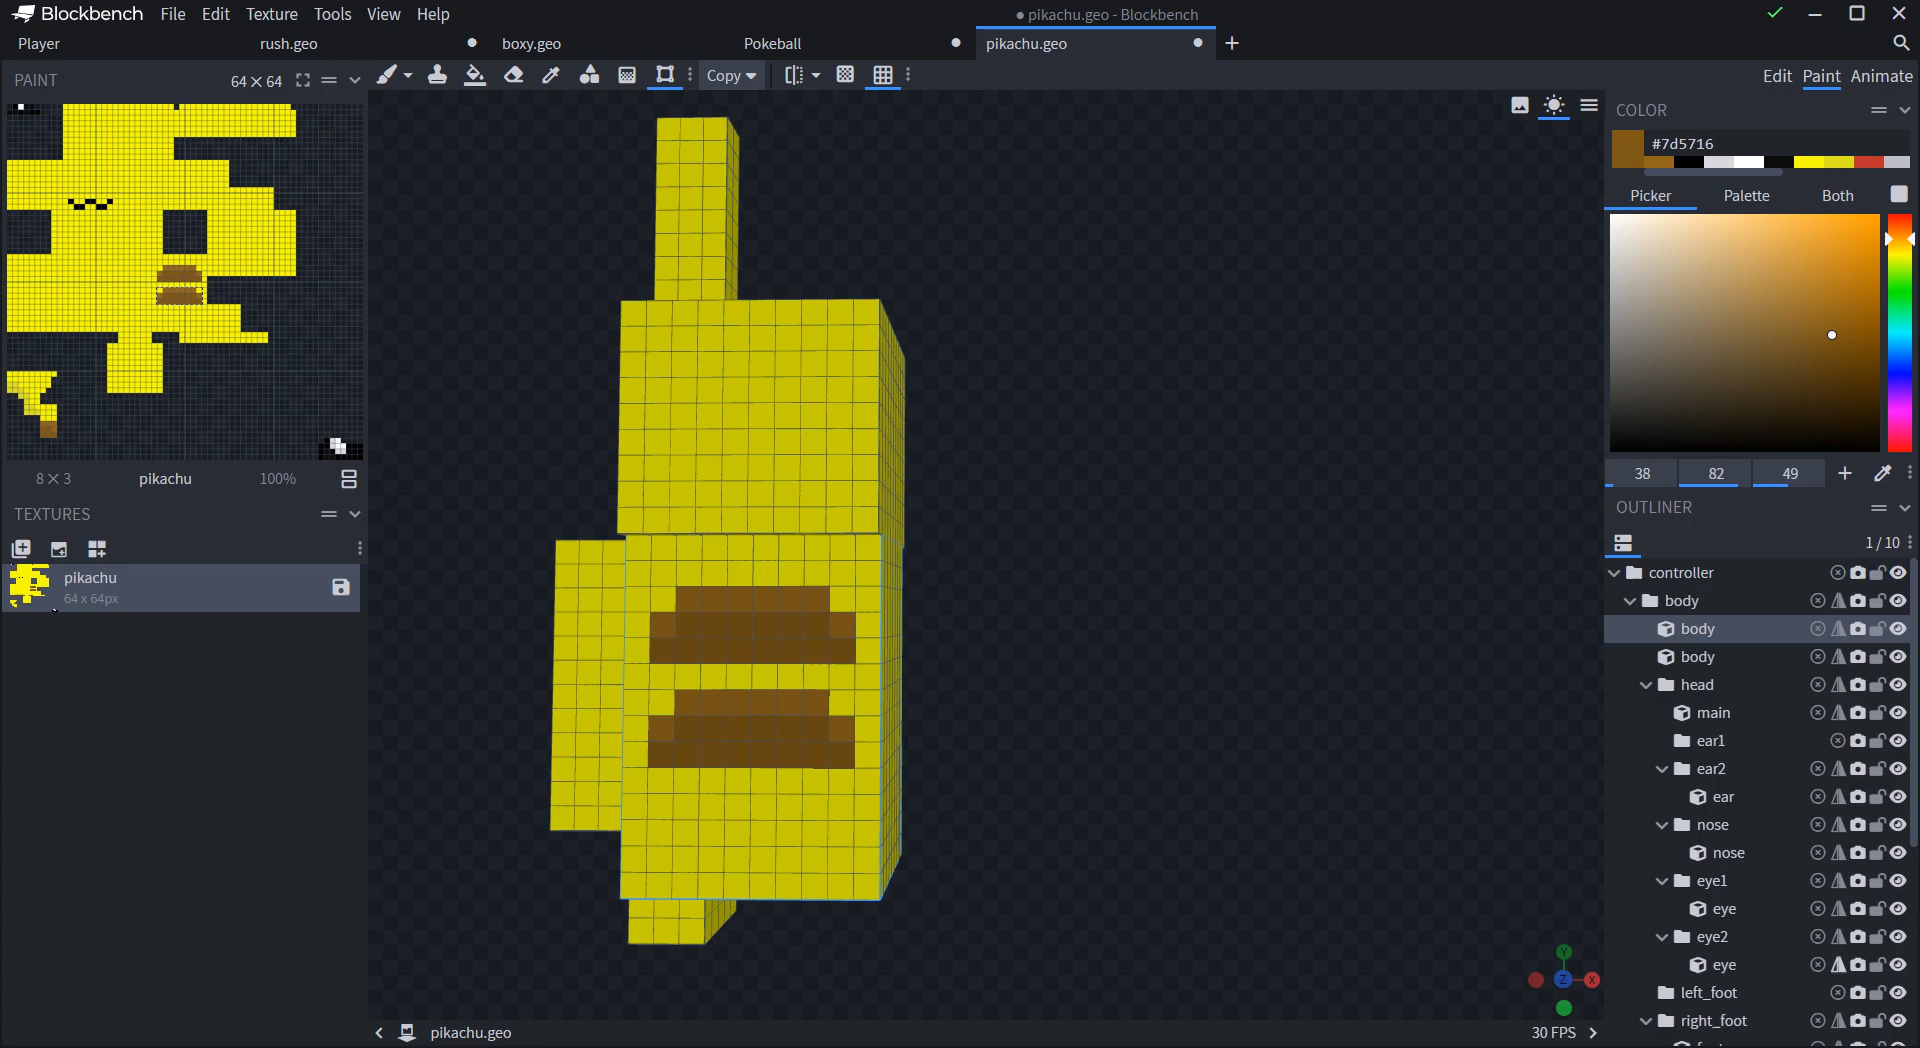 Blockbench File Edit Texture Tools View Help
pikachu.geo - Blockbench
Player rush.geo boxy.geo Pokeball pikachu.geo
PAINT 64 × 64
Copy
Edit Paint Animate
8 × 3 pikachu 100%
TEXTURES
pikachu
64 x 64px
COLOR
#7d5716
Picker Palette Both
38 82 49
OUTLINER
1 / 10
controller
body
body
body
head
main
ear1
ear2
ear
nose
nose
eye1
eye
eye2
eye
left_foot
right_foot
Y
Z X
pikachu.geo 30 FPS